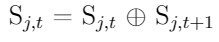 S_{j,t} = S_{j,t} ⊕ S_{j,t+1}